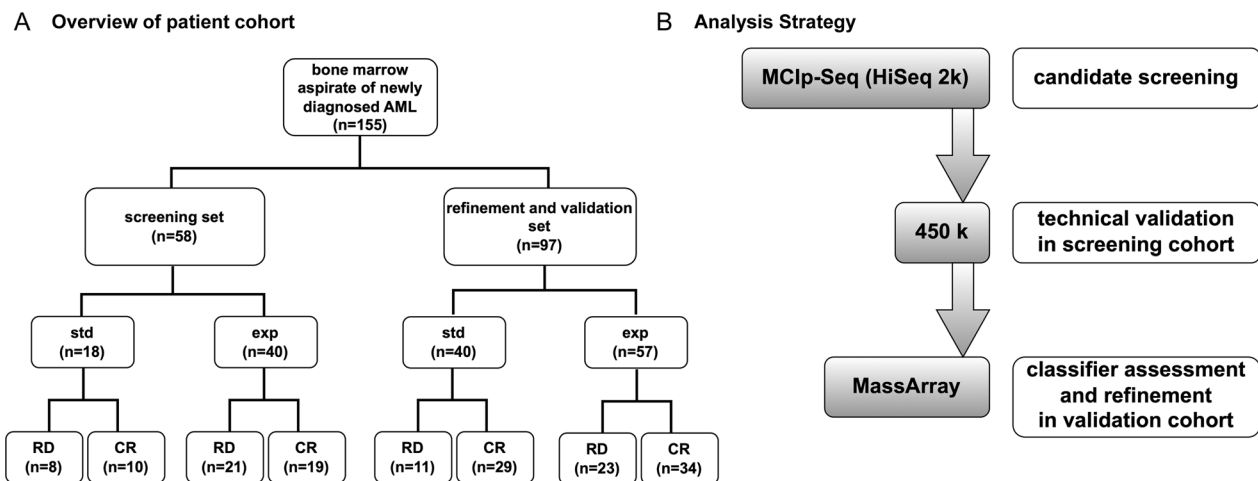 A Overview of patient cohort
bone marrow
aspirate of newly
diagnosed AML
(n=155)
screening set
(n=58)
refinement and validation
set
(n=97)
std
(n=18)
exp
(n=40)
std
(n=40)
exp
(n=57)
RD
(n=8)
CR
(n=10)
RD
(n=21)
CR
(n=19)
RD
(n=11)
CR
(n=29)
RD
(n=23)
CR
(n=34)
B Analysis Strategy
MCIp-Seq (HiSeq 2k)
candidate screening
450 k
technical validation
in screening cohort
MassArray
classifier assessment
and refinement
in validation cohort